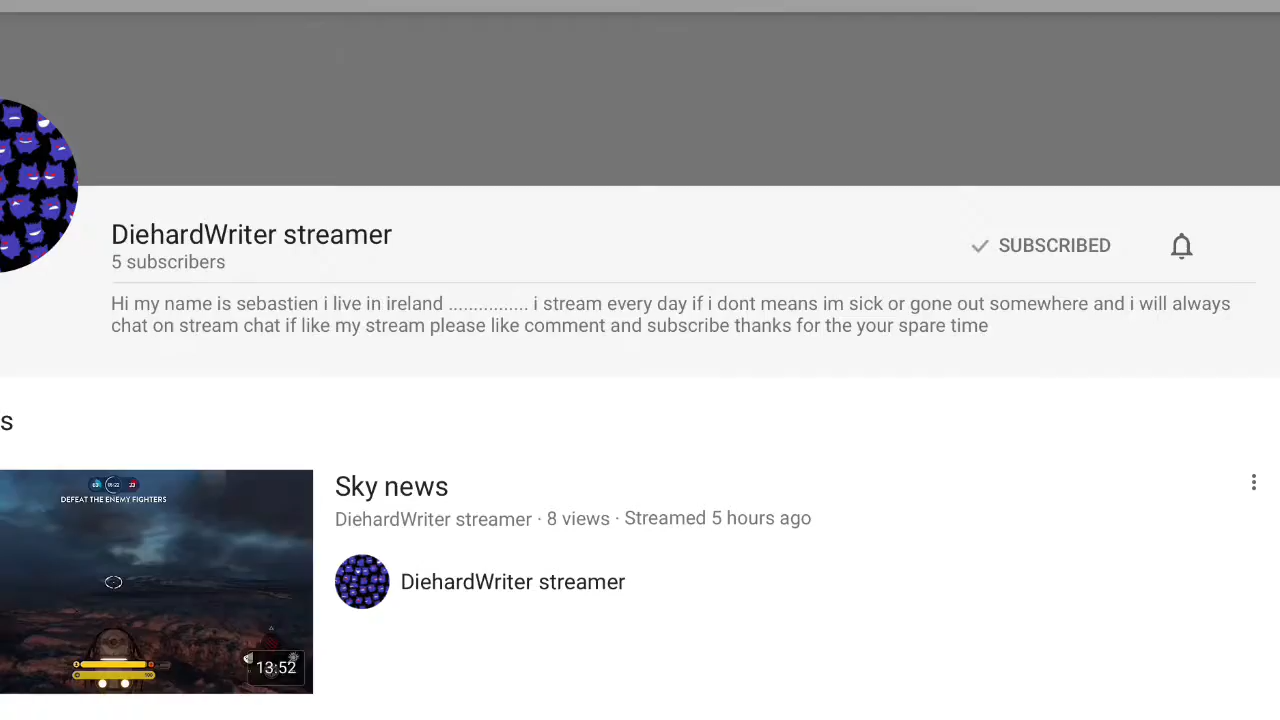 DiehardWriter streamer
5 subscribers
SUBSCRIBED
Hi my name is sebastien i live in ireland ............... i stream every day if i dont means im sick or gone out somewhere and i will always
chat on stream chat if like my stream please like comment and subscribe thanks for the your spare time
s
DEFEAT THE ENEMY FIGHTERS
13:52
Sky news
DiehardWriter streamer · 8 views · Streamed 5 hours ago
DiehardWriter streamer